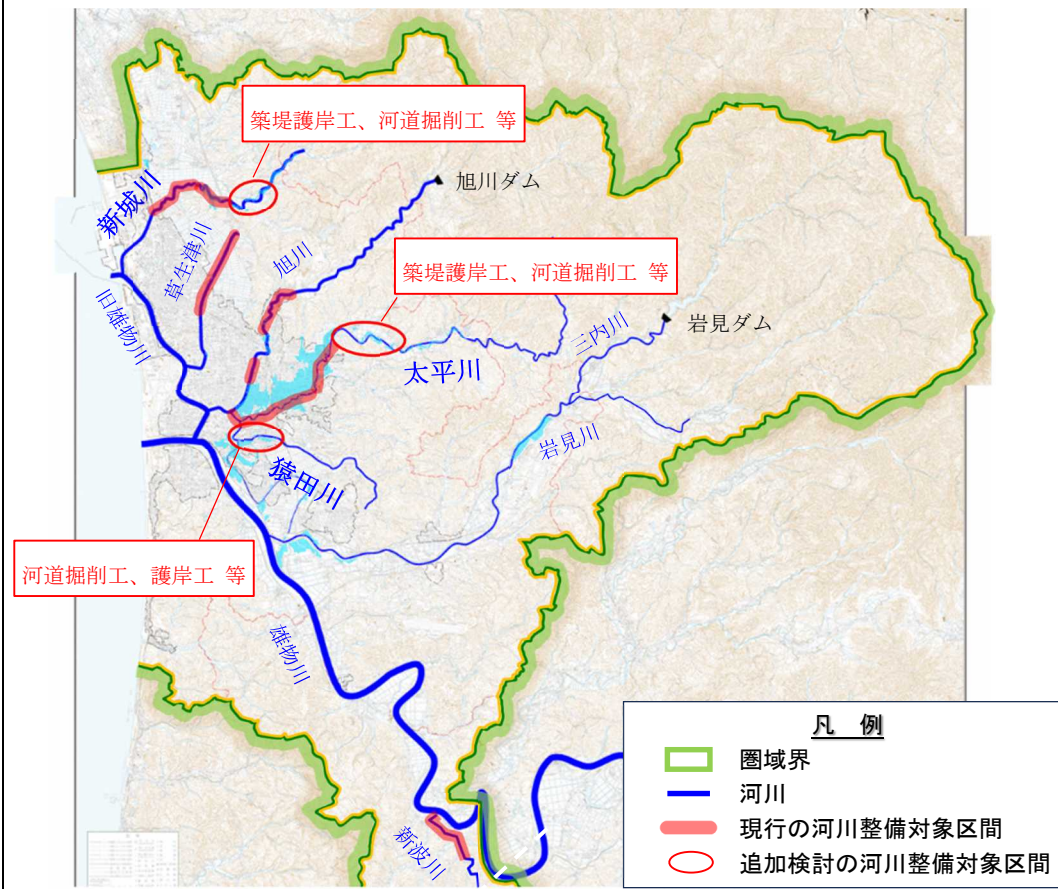 築堤護岸工、河道掘削工 等
旭川ダム
新城川
草生津川
旭川
築堤護岸工、河道掘削工 等
旧雄物川
三内川
岩見ダム
太平川
岩見川
猿田川
河道掘削工、護岸工 等
雄物川
新波川
凡 例
圏域界
河川
現行の河川整備対象区間
追加検討の河川整備対象区間